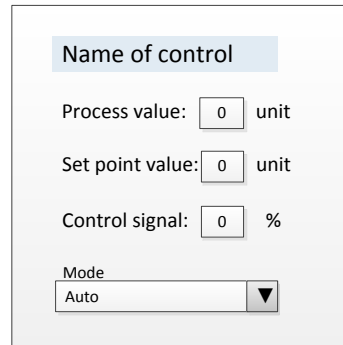 Name of control
Process value: 0 unit
Set point value: 0 unit
Control signal: 0 %
Mode
Auto